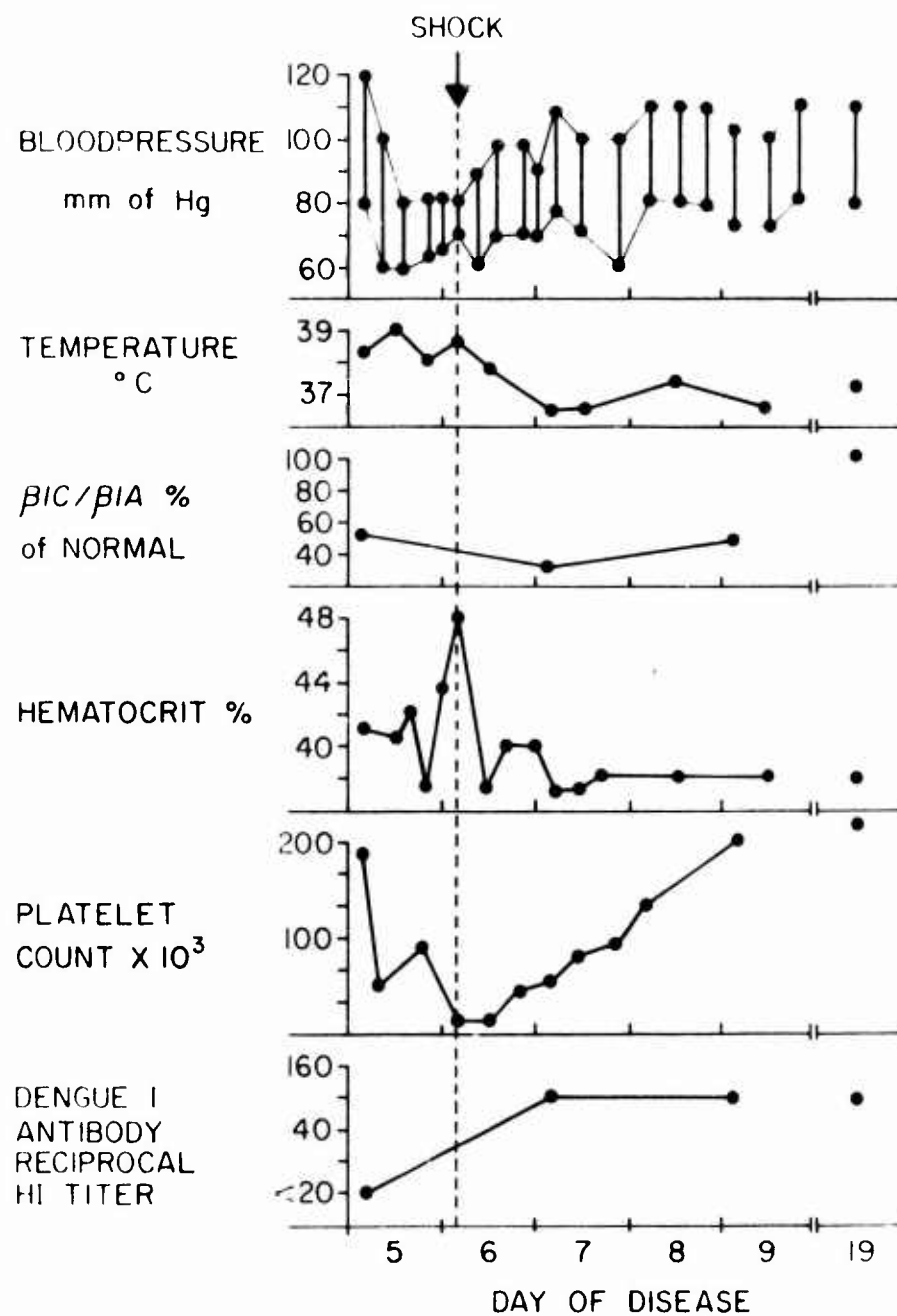 SHOCK
120
BLOODPRESSURE 100
mm of Hg 80
60
TEMPERATURE 39
°C 37
100
βIC/βIA % 80
60
of NORMAL 40
48
44
HEMATOCRIT %
40
200
PLATELET
COUNT X 10³ 100
DENGUE I 160
ANTIBODY 40
RECIPROCAL
HI TITER <20
5 6 7 8 9 19
DAY OF DISEASE